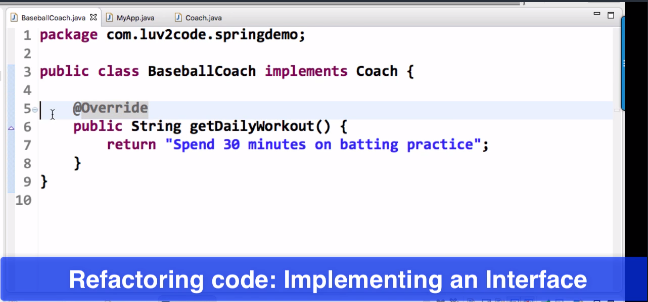 BaseballCoach.java MyApp.java Coach.java
1 package com.luv2code.springdemo;
2
3 public class BaseballCoach implements Coach {
4
5 @Override
6 public String getDailyWorkout() {
7 return "Spend 30 minutes on batting practice";
8 }
9 }
10
Refactoring code: Implementing an Interface